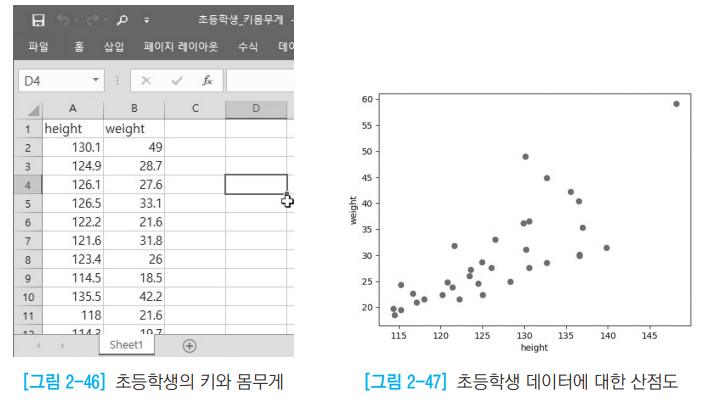 초등학생_키몸무게 -
파일 홈 삽입 페이지 레이아웃 수식 데이
D4 fx
A B C D
1 height weight
2 130.1 49
3 124.9 28.7
4 126.1 27.6
5 126.5 33.1
6 122.2 21.6
7 121.6 31.8
8 123.4 26
9 114.5 18.5
10 135.5 42.2
11 118 21.6
12 114.3 19.7
Sheet1
[그림 2-46] 초등학생의 키와 몸무게
60
55
50
45
40
35
30
25
20
weight
115 120 125 130 135 140 145
height
[그림 2-47] 초등학생 데이터에 대한 산점도